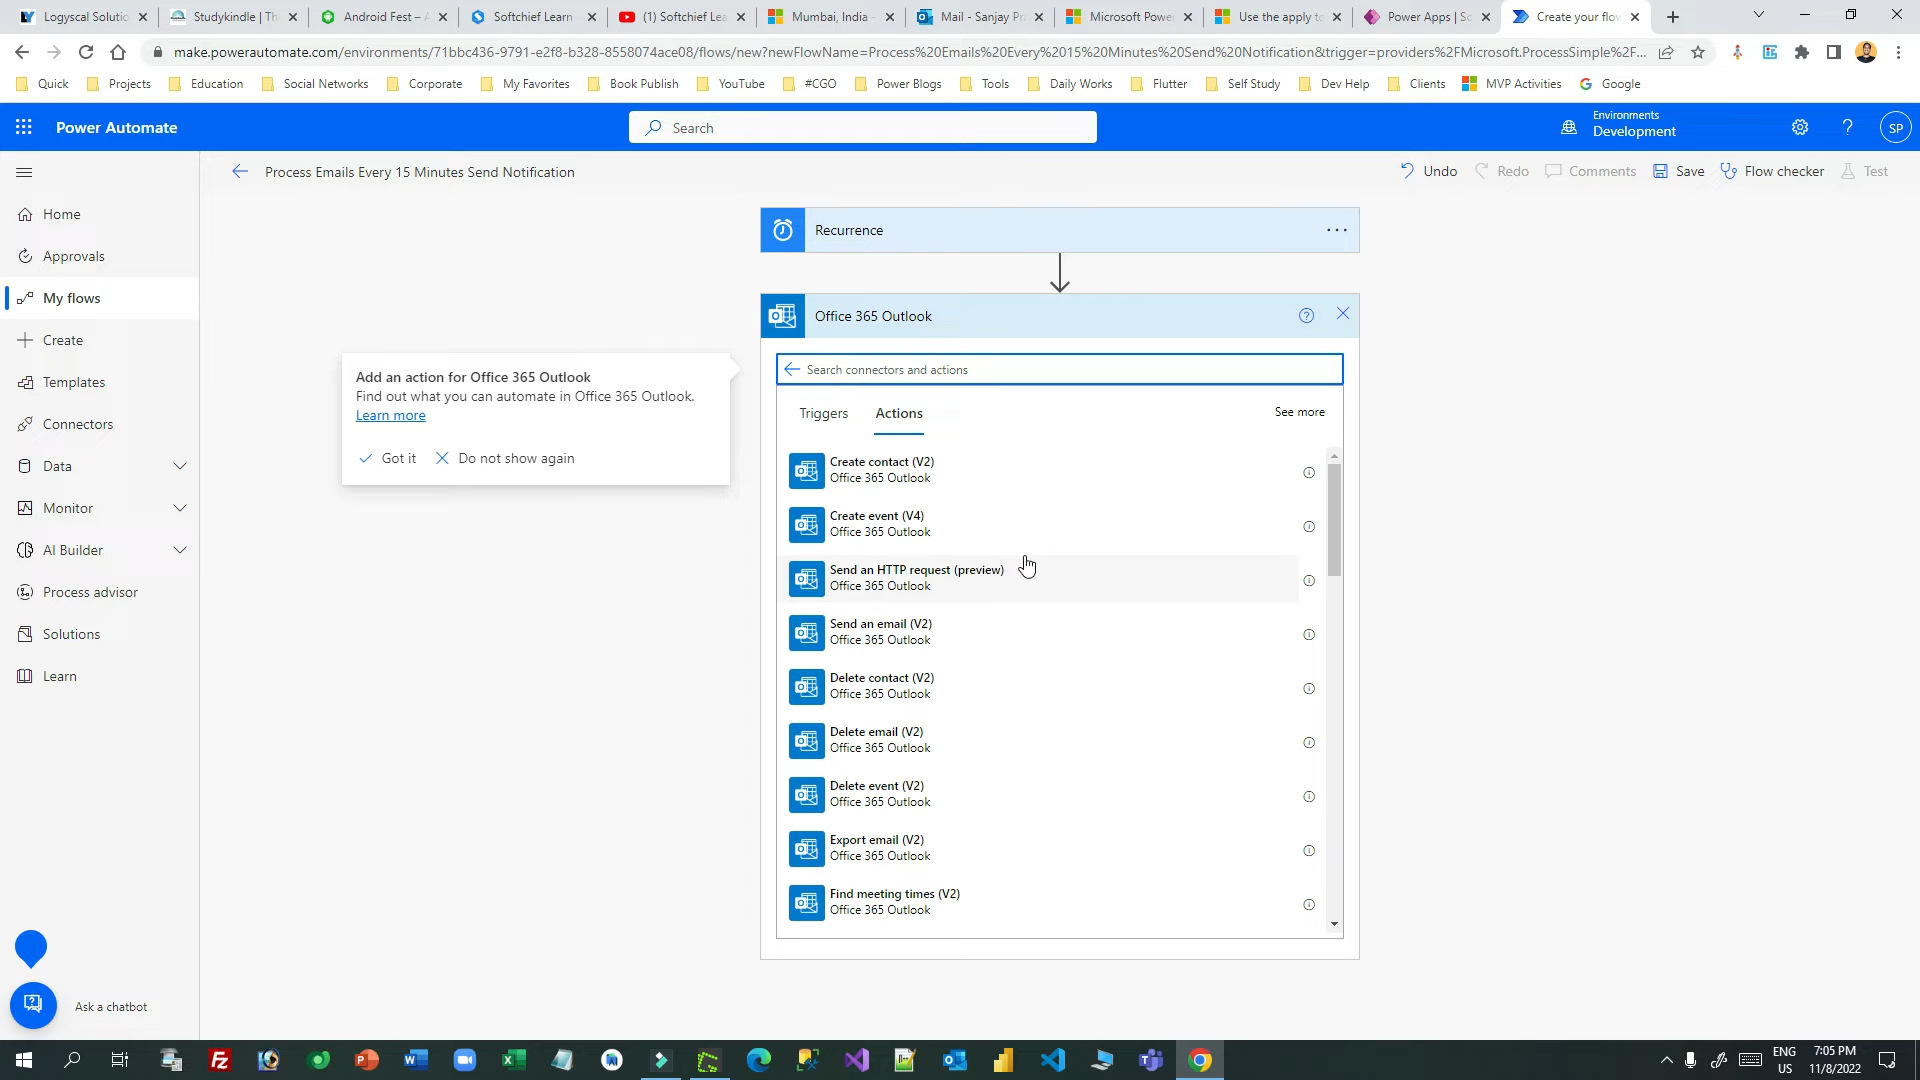 Logyscal Solutio
Studykindle | Th
Android Fest – A
Softchief Learn
(1) Softchief Lea
Mumbai, India -
Mail - Sanjay Pr
Microsoft Powe
Use the apply to
Power Apps | Sc
Create your flow
make.powerautomate.com/environments/71bbc436-9791-e2f8-b328-8558074ace08/flows/new?newFlowName=Process%20Emails%20Every%2015%20Minutes%20Send%20Notification&trigger=providers%2FMicrosoft.ProcessSimple%2F...
Quick
Projects
Education
Social Networks
Corporate
My Favorites
Book Publish
YouTube
#CGO
Power Blogs
Tools
Daily Works
Flutter
Self Study
Dev Help
Clients
MVP Activities
Google
Power Automate
Search
Environments
Development
SP
Process Emails Every 15 Minutes Send Notification
Undo
Redo
Comments
Save
Flow checker
Test
Home
Approvals
My flows
Create
Templates
Connectors
Data
Monitor
AI Builder
Process advisor
Solutions
Learn
Ask a chatbot
Recurrence
Office 365 Outlook
Add an action for Office 365 Outlook
Find out what you can automate in Office 365 Outlook.
Learn more
Got it
Do not show again
Search connectors and actions
Triggers
Actions
See more
Create contact (V2)
Office 365 Outlook
Create event (V4)
Office 365 Outlook
Send an HTTP request (preview)
Office 365 Outlook
Send an email (V2)
Office 365 Outlook
Delete contact (V2)
Office 365 Outlook
Delete email (V2)
Office 365 Outlook
Delete event (V2)
Office 365 Outlook
Export email (V2)
Office 365 Outlook
Find meeting times (V2)
Office 365 Outlook
ENG
US
7:05 PM
11/8/2022